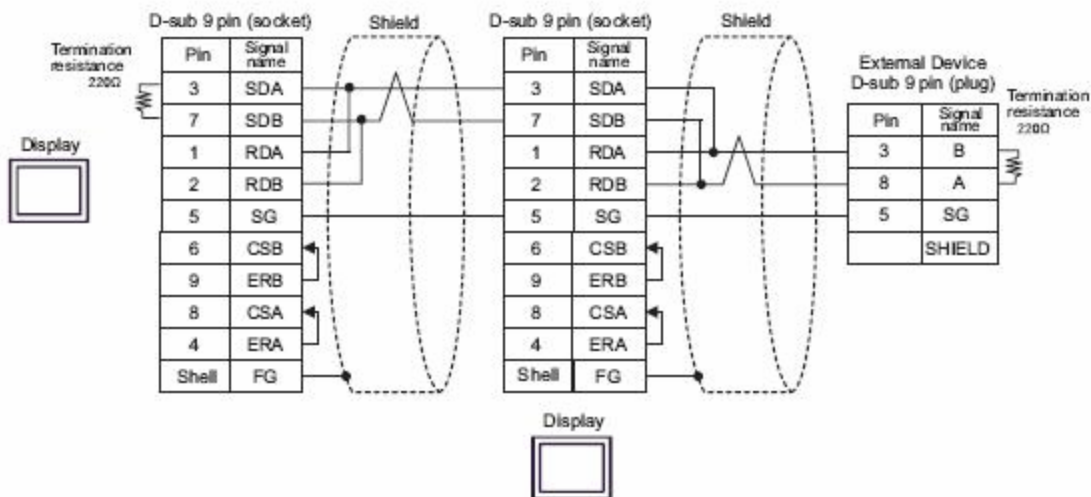 D-sub 9 pin (socket)
Shield
D-sub 9 pin (socket)
Shield
Termination
resistance
220Ω
Pin Signal name
3 SDA
7 SDB
1 RDA
2 RDB
5 SG
6 CSB
9 ERB
8 CSA
4 ERA
Shell FG
Display
Pin Signal name
3 SDA
7 SDB
1 RDA
2 RDB
5 SG
6 CSB
9 ERB
8 CSA
4 ERA
Shell FG
Display
External Device
D-sub 9 pin (plug)
Pin Signal name
3 B
8 A
5 SG
SHIELD
Termination
resistance
220Ω